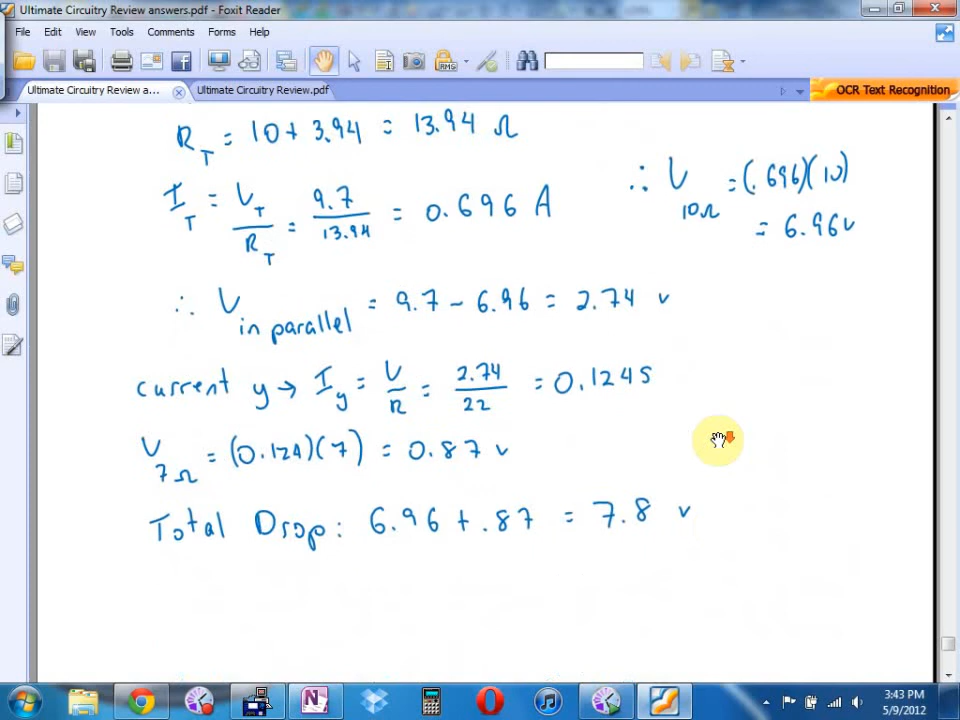 Ultimate Circuitry Review answers.pdf - Foxit Reader
File Edit View Tools Comments Forms Help
Ultimate Circuitry Review a... Ultimate Circuitry Review.pdf OCR Text Recognition
R_T = 10 + 3.94 = 13.94 Ω
I_T = V_T / R_T = 9.7 / 13.94 = 0.696 A
∴ V_10Ω = (.696)(10)
= 6.96 v
∴ V_in parallel = 9.7 - 6.96 = 2.74 v
current y → I_y = V / R = 2.74 / 22 = 0.1245
V_7Ω = (0.124)(7) = 0.87 v
Total Drop: 6.96 + .87 = 7.8 v
3:43 PM
5/9/2012